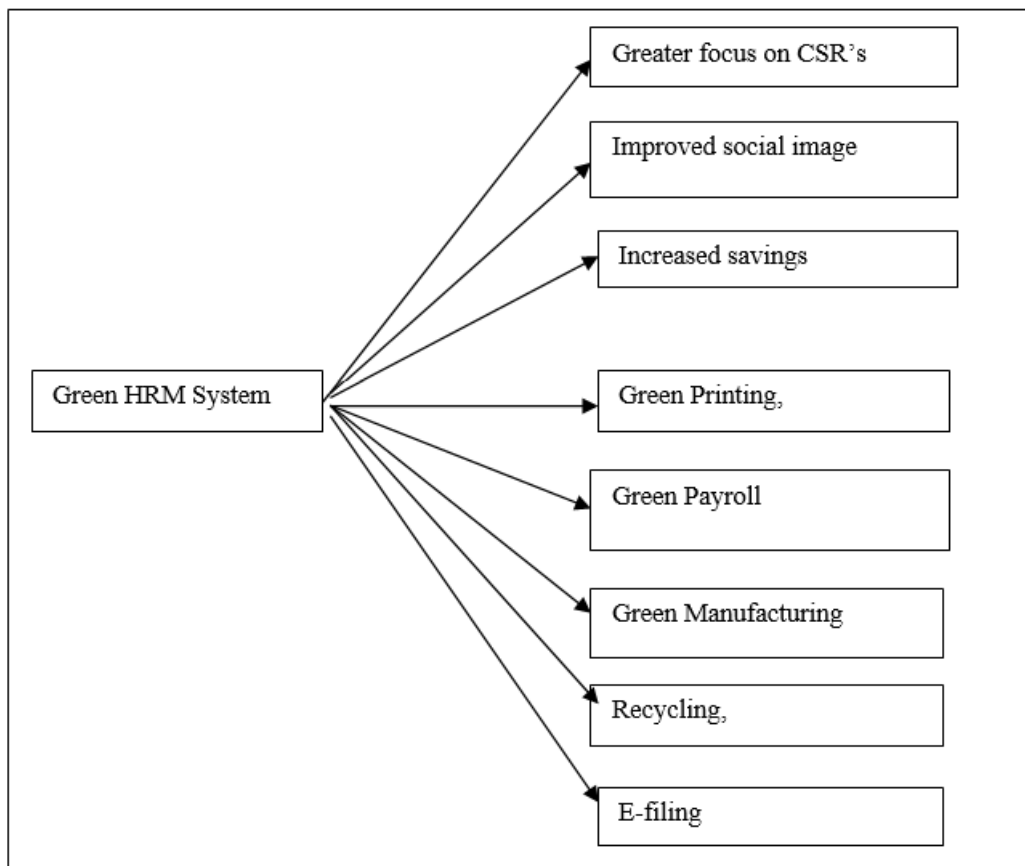 Greater focus on CSR’s
Improved social image
Increased savings
Green HRM System
Green Printing,
Green Payroll
Green Manufacturing
Recycling,
E-filing